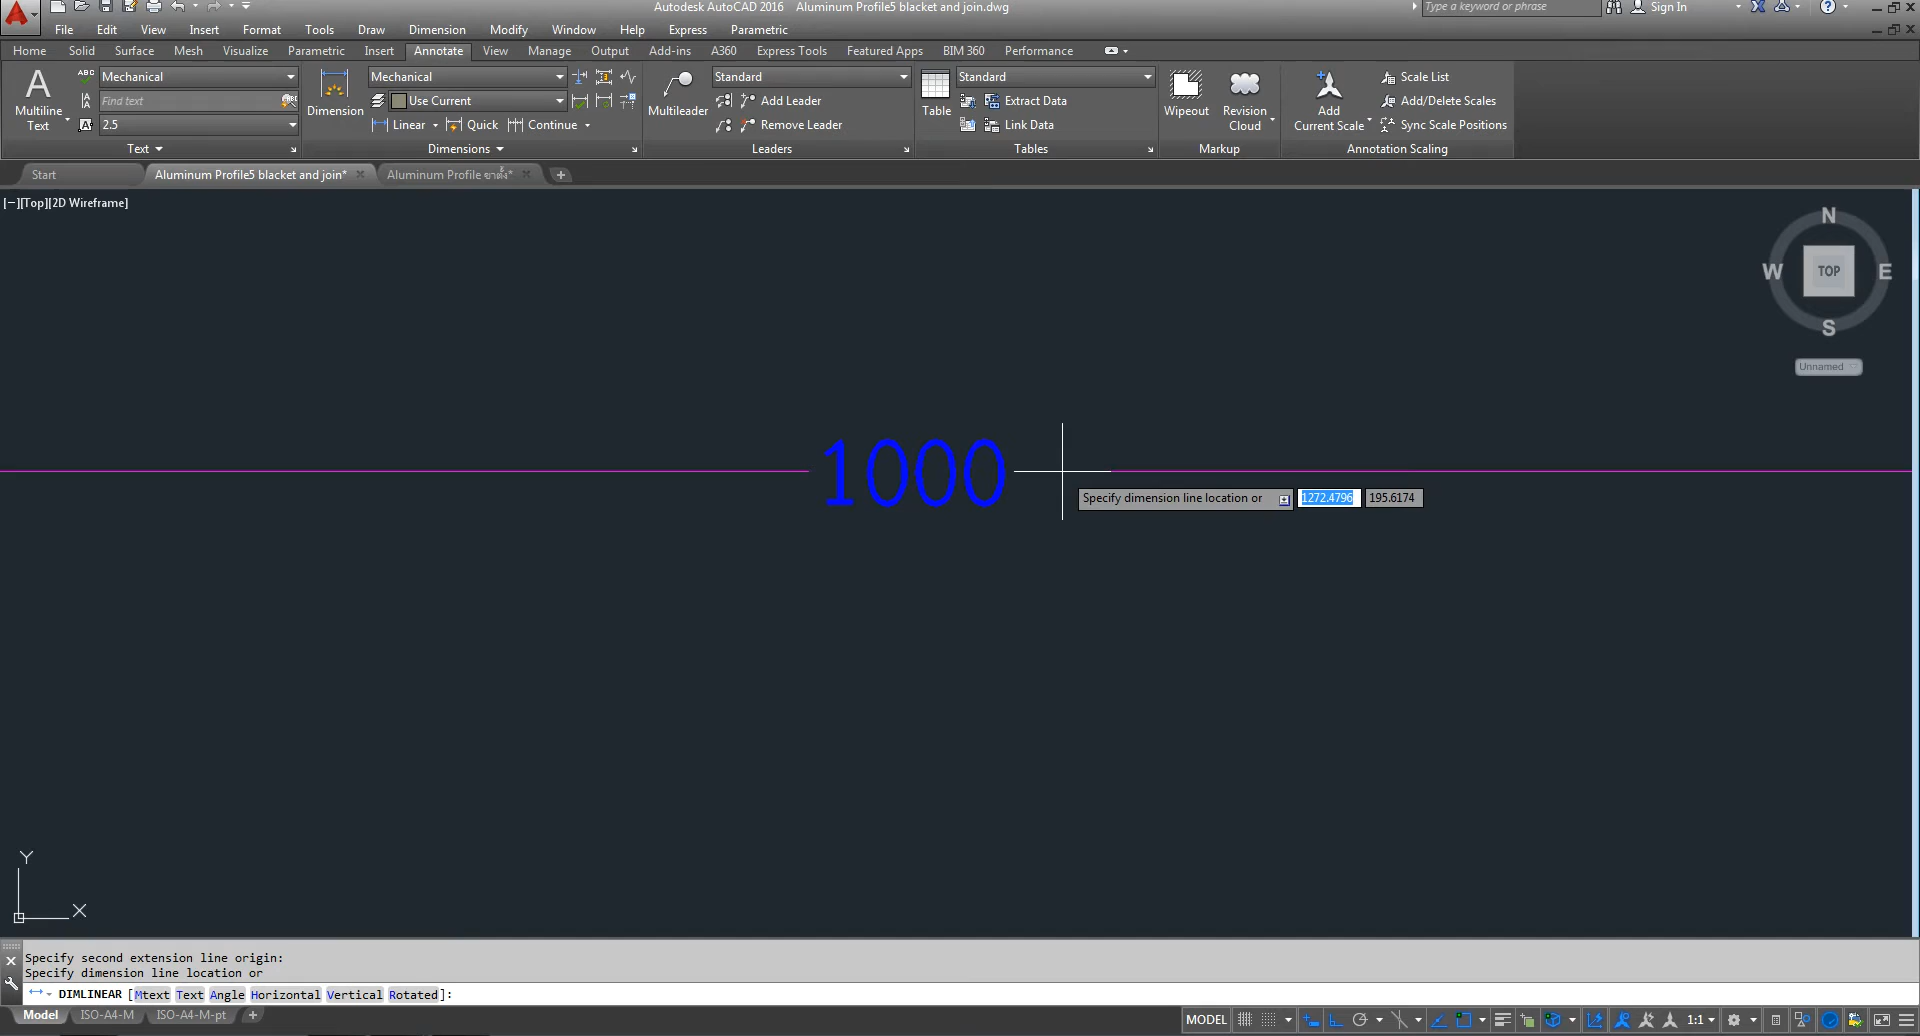 Autodesk AutoCAD 2016 Aluminum Profile5 blacket and join.dwg
Type a keyword or phrase
Sign In
File Edit View Insert Format Tools Draw Dimension Modify Window Help Express Parametric
Home Solid Surface Mesh Visualize Parametric Insert Annotate View Manage Output Add-ins A360 Express Tools Featured Apps BIM 360 Performance
A
Multiline
Text
ABC
Mechanical
Find text
2.5
Text
Dimension
Mechanical
Use Current
Linear Quick Continue
Dimensions
Multileader
Standard
Add Leader
Remove Leader
Leaders
Table
Standard
Extract Data
Link Data
Tables
Wipeout
Revision
Cloud
Markup
Add
Current Scale
Scale List
Add/Delete Scales
Sync Scale Positions
Annotation Scaling
Start
Aluminum Profile5 blacket and join*
Aluminum Profile ขาตั้ง*
[−][Top][2D Wireframe]
N
W TOP E
S
Unnamed
1000
Specify dimension line location or 1272.4796 195.6174
Y
X
Specify second extension line origin:
Specify dimension line location or
DIMLINEAR [Mtext Text Angle Horizontal Vertical Rotated]:
Model ISO-A4-M ISO-A4-M-pt
MODEL 1:1